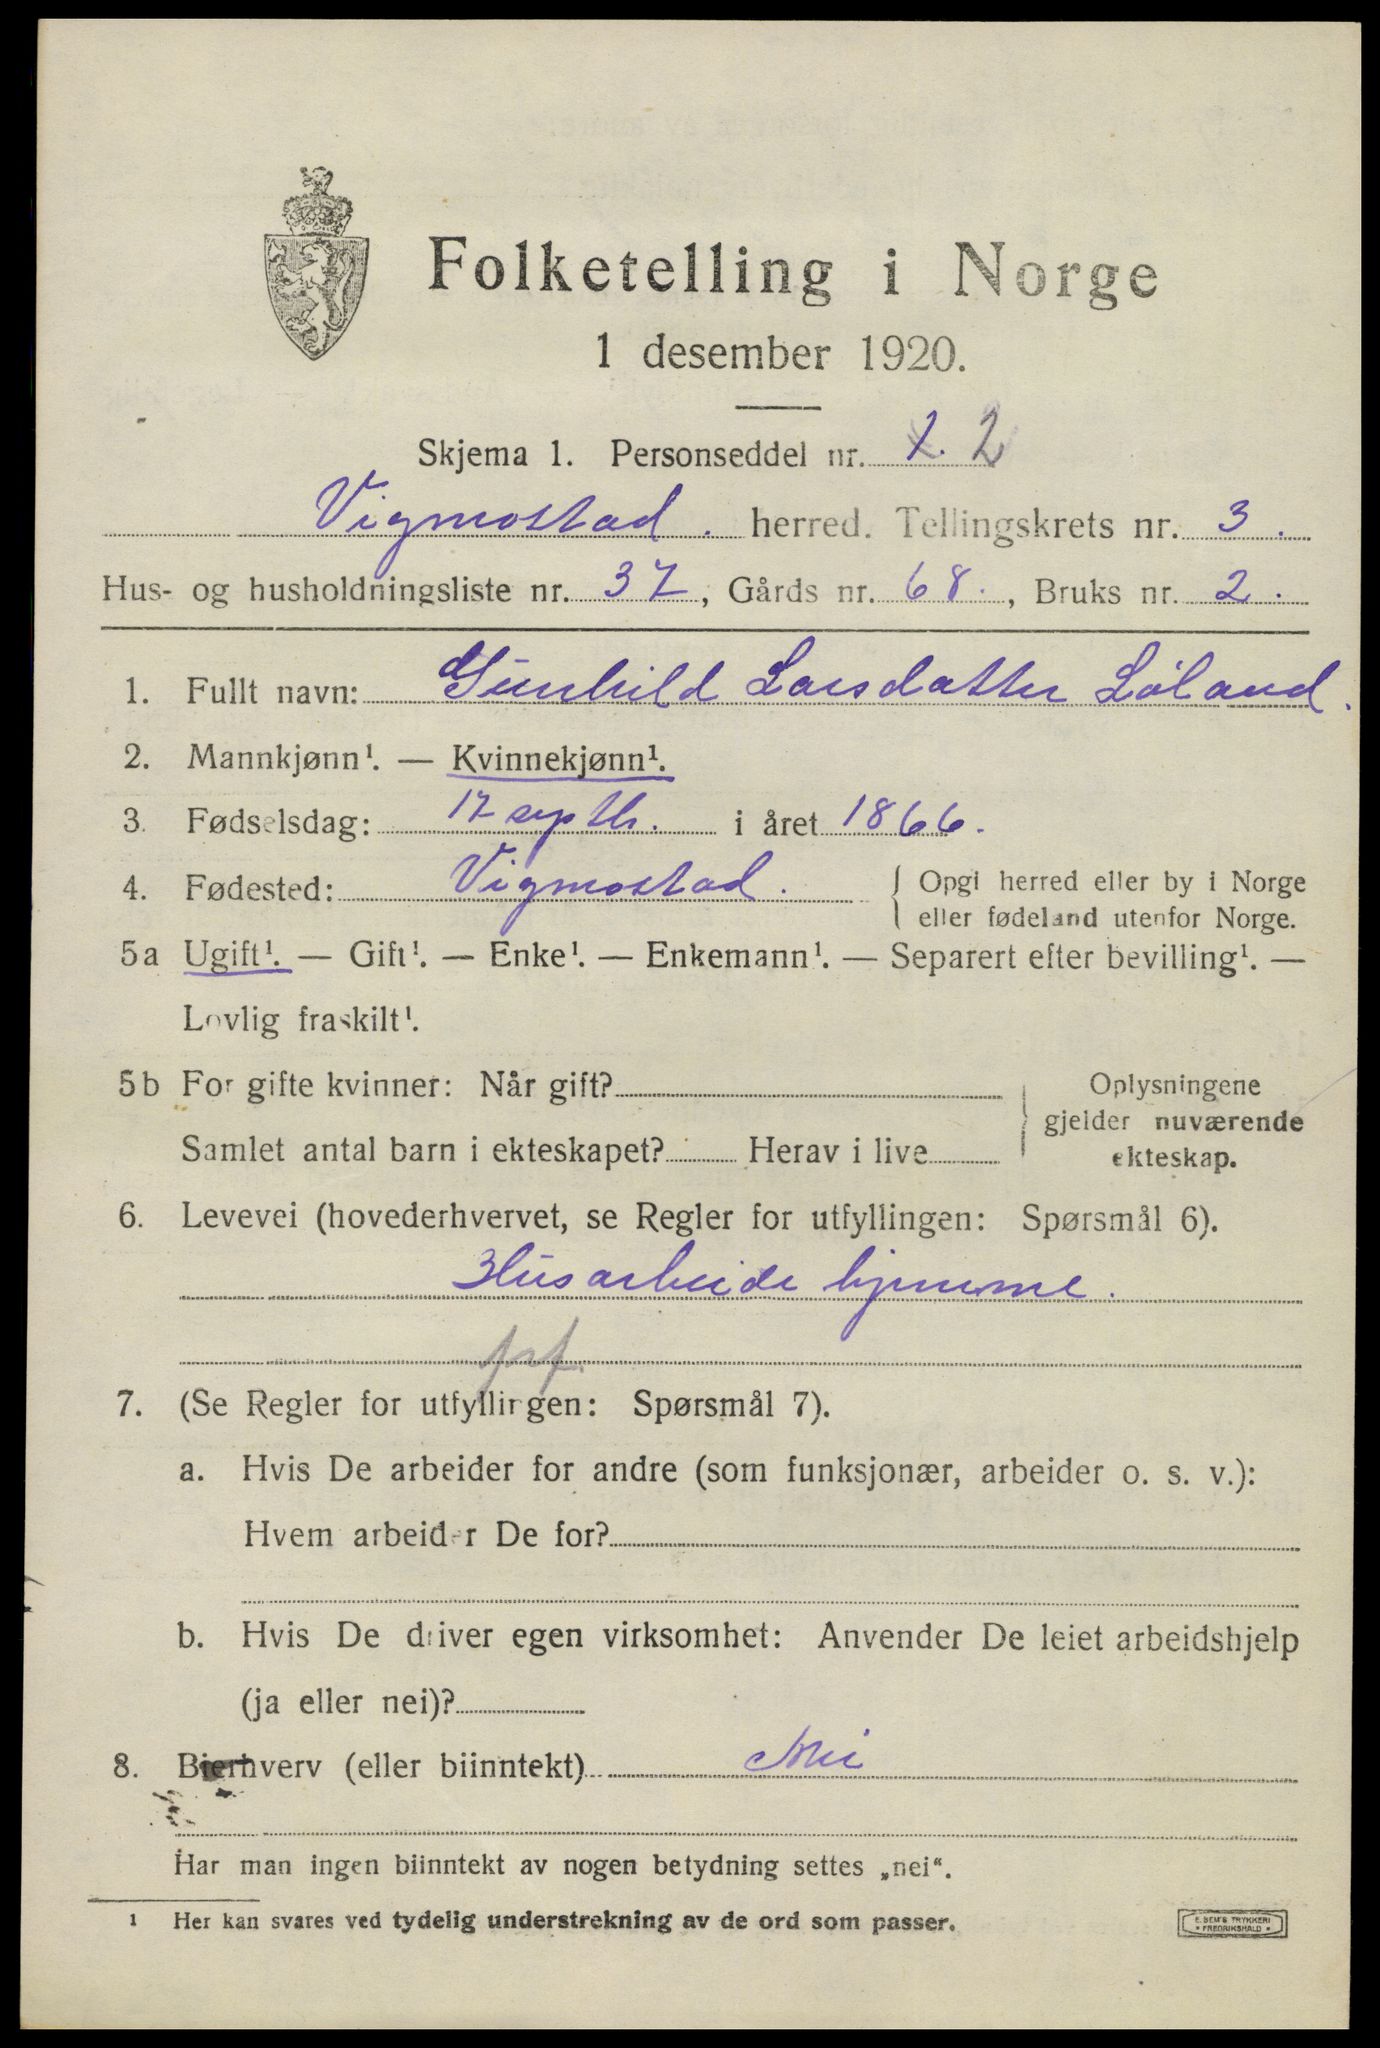 Folketelling i Norge
1 desember 1920.
Skjema 1. Personseddel nr. 1. 2
Vigmostad. herred. Tellingskrets nr. 3.
Hus- og husholdningsliste nr. 37, Gårds nr. 68., Bruks nr. 2.
1. Fullt navn: Gunhild Larsdatter Löland.
2. Mannkjønn¹. — Kvinnekjønn¹.
3. Fødselsdag: 17 septbr. i året 1866.
4. Fødested: Vigmostad. { Opgi herred eller by i Norge
eller fødeland utenfor Norge.
5a Ugift¹. — Gift¹. — Enke¹. — Enkemann¹. — Separert efter bevilling¹. —
Lovlig fraskilt¹.
5b For gifte kvinner: Når gift? Oplysningene
gjelder nuværende
Samlet antal barn i ekteskapet? Herav i live ekteskap.
6. Levevei (hovederhvervet, se Regler for utfyllingen: Spørsmål 6).
Husarbeide hjemme.
7. (Se Regler for utfyllingen: Spørsmål 7).
a. Hvis De arbeider for andre (som funksjonær, arbeider o. s. v.):
Hvem arbeider De for?
b. Hvis De driver egen virksomhet: Anvender De leiet arbeidshjelp
(ja eller nei)?
8. Bierhverv (eller biinntekt) Nei
Har man ingen biinntekt av nogen betydning settes „nei“.
¹ Her kan svares ved tydelig understrekning av de ord som passer.
E. SEM'S TRYKKERI
* FREDRIKSHALD *